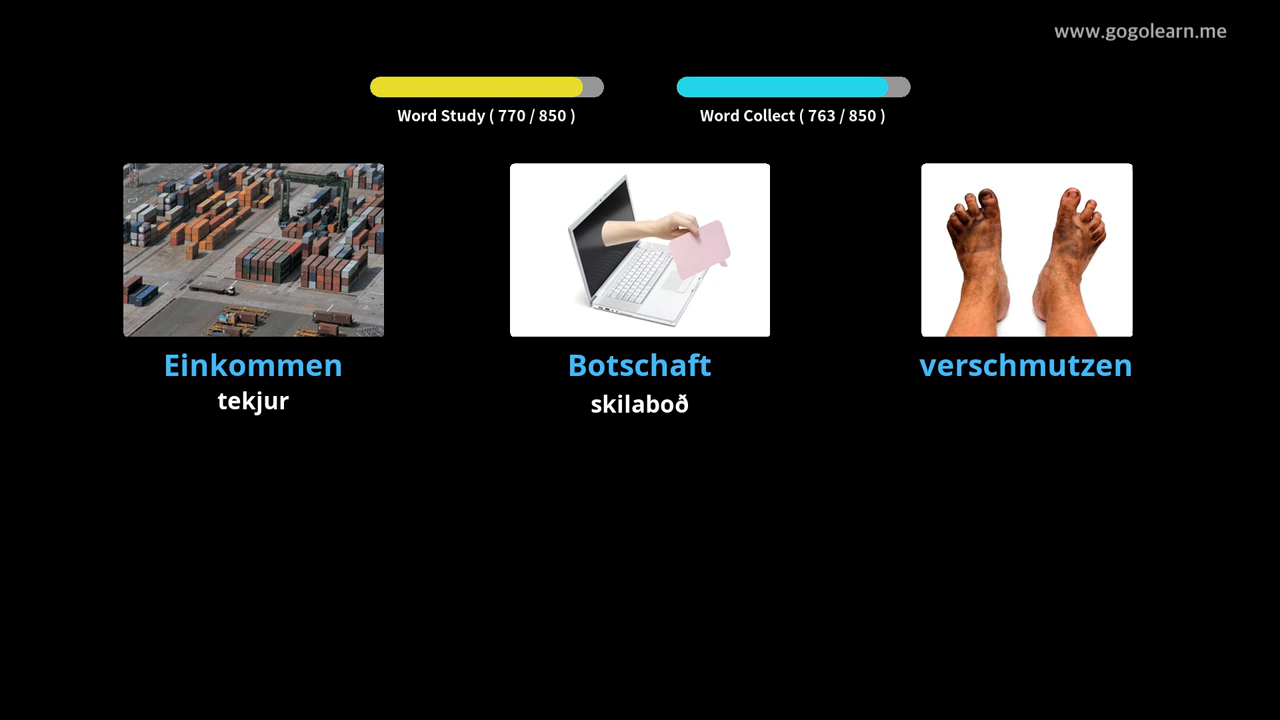 www.gogolearn.me
Word Study ( 770 / 850 )
Word Collect ( 763 / 850 )
Einkommen
tekjur
Botschaft
skilaboð
verschmutzen